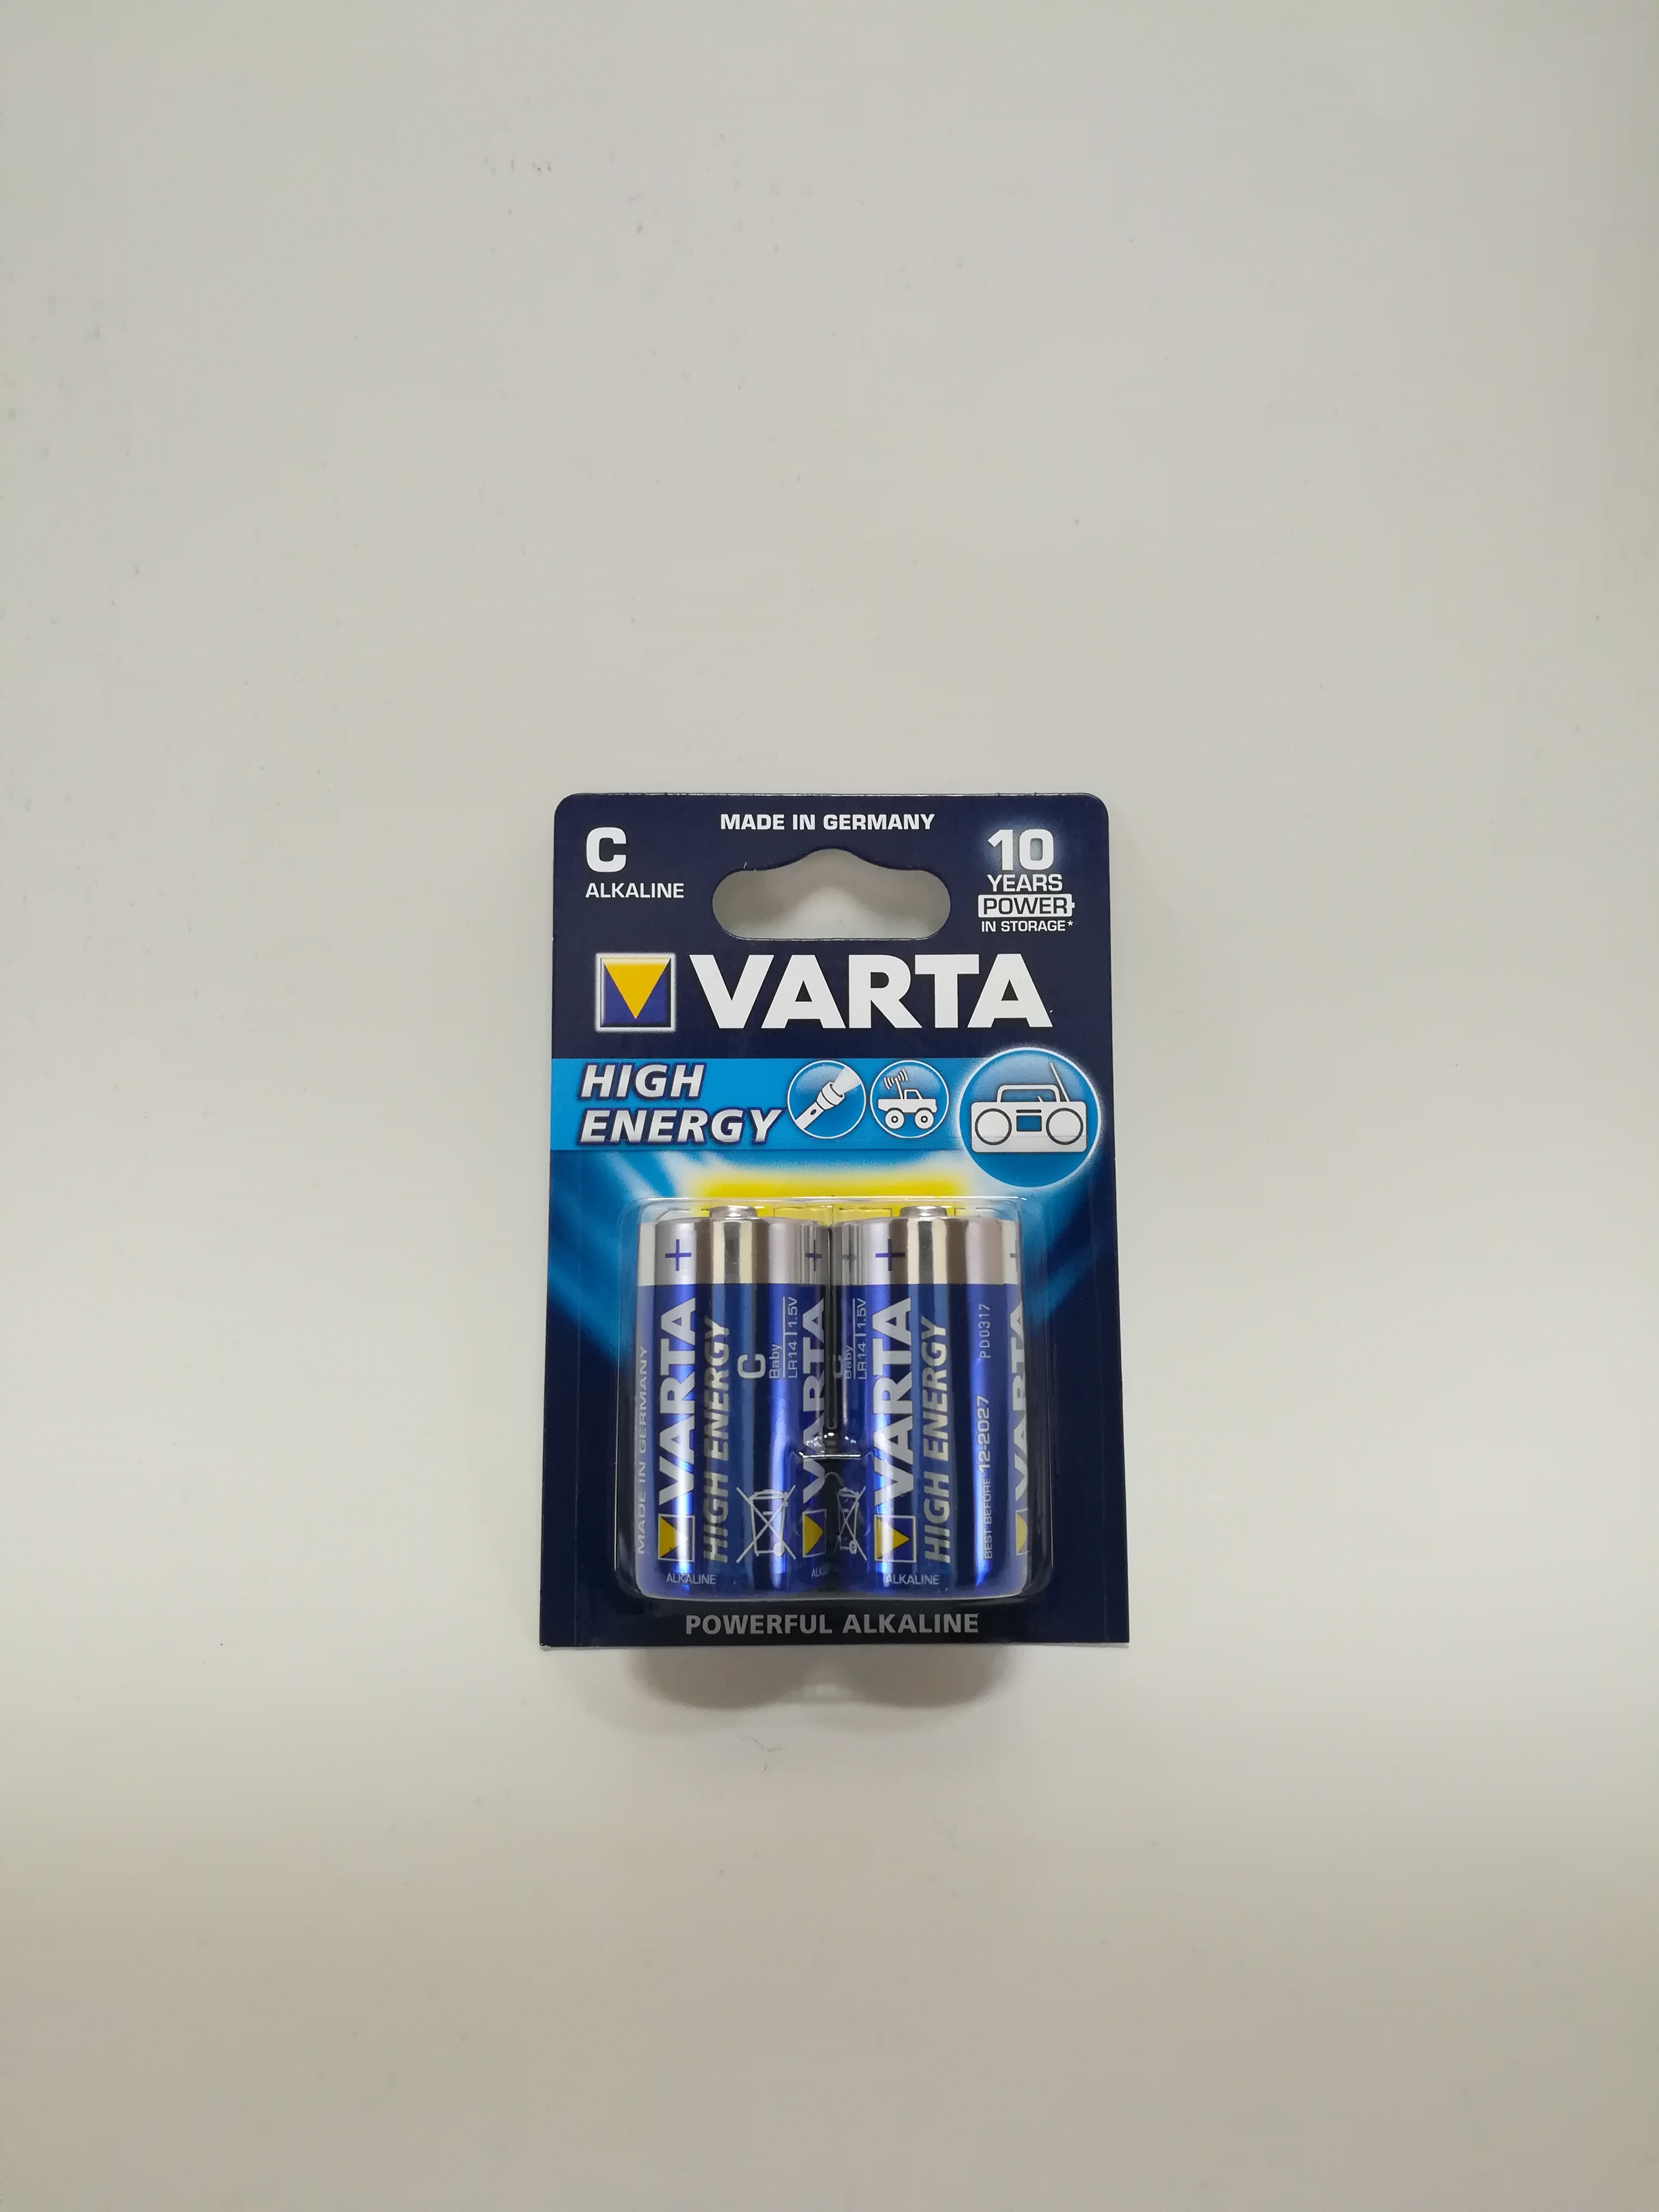 MADE IN GERMANY
C
ALKALINE
10
YEARS
POWER
IN STORAGE*
VARTA
HIGH
ENERGY
+
MADE IN GERMANY
VARTA
HIGH ENERGY
C
Baby
LR14 | 1.5V
+
VARTA
ALKALINE
+
C
Baby
LR14 | 1.5V
+
VARTA
HIGH ENERGY
ALKALINE
BEST BEFORE 12-2027
PD0317
VARTA
POWERFUL ALKALINE